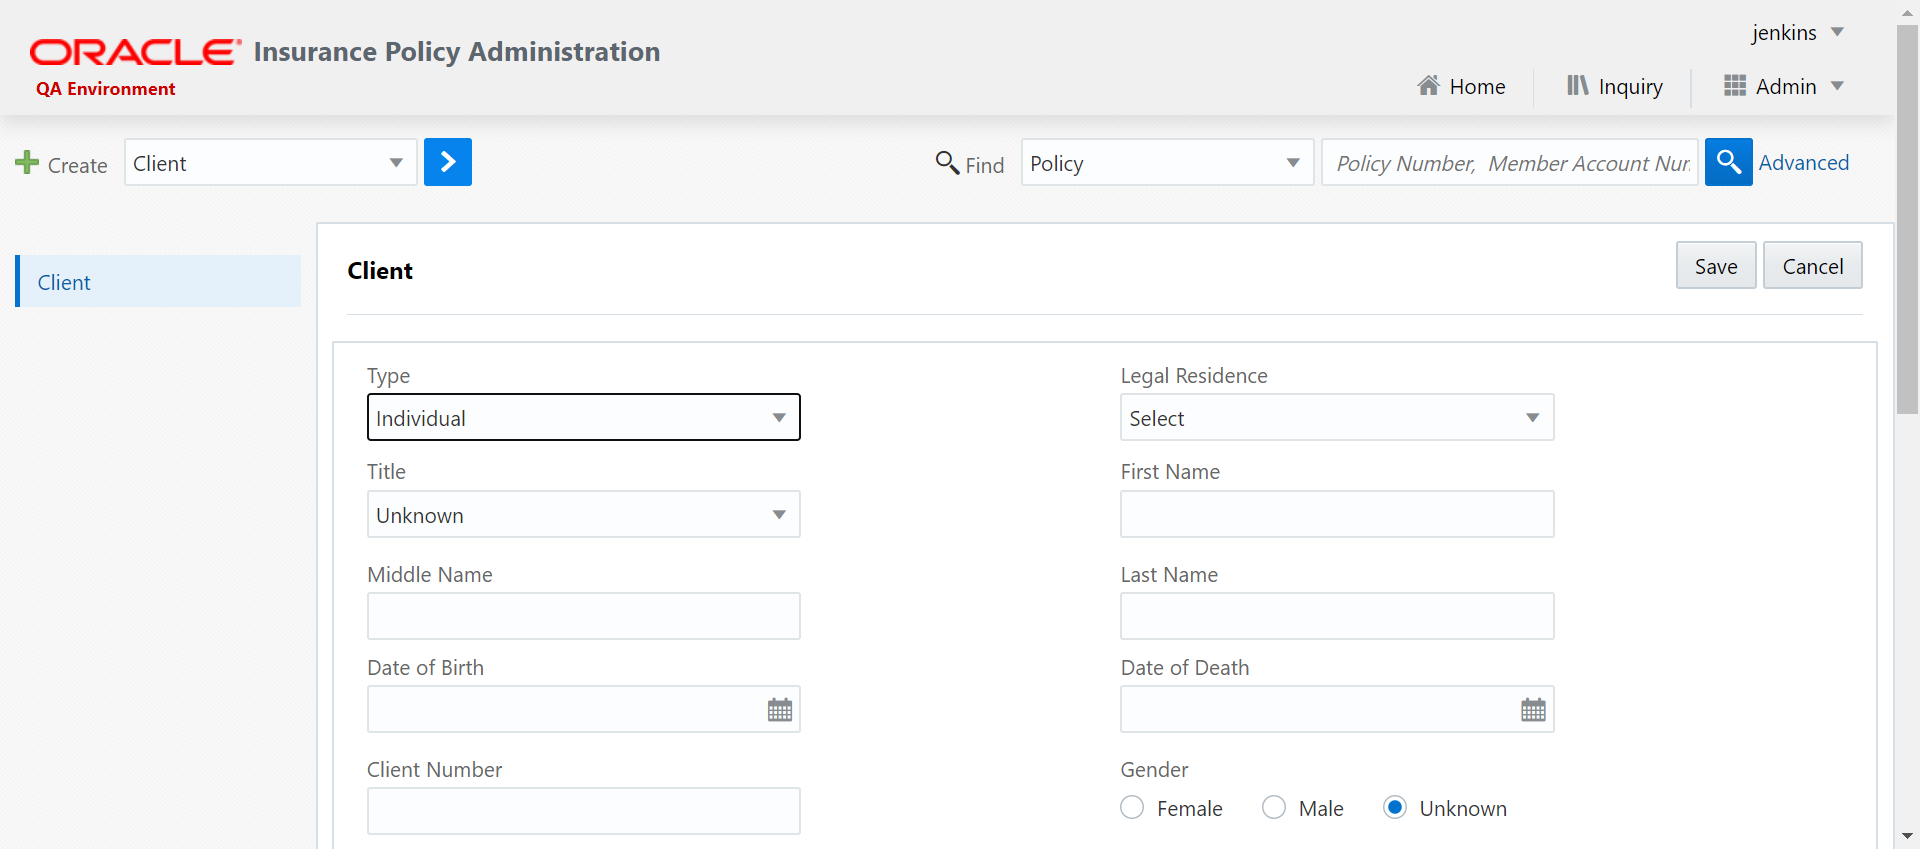 ORACLE Insurance Policy Administration
QA Environment
jenkins
Home
Inquiry
Admin
Create
Client
Find
Policy
Policy Number, Member Account Nur
Advanced
Client
Client
Save
Cancel
Type
Individual
Legal Residence
Select
Title
Unknown
First Name
Middle Name
Last Name
Date of Birth
Date of Death
Client Number
Gender
Female
Male
Unknown